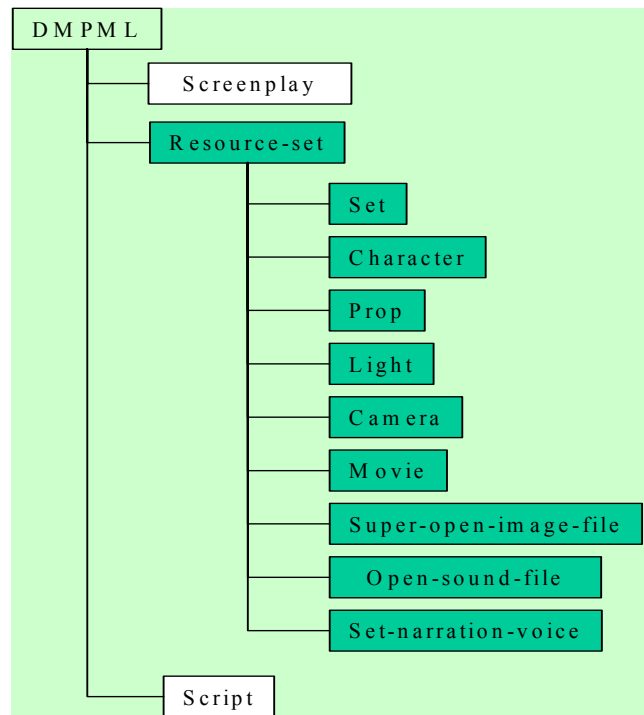 DMPML
Screenplay
Resource-set
Set
Character
Prop
Light
Camera
Movie
Super-open-image-file
Open-sound-file
Set-narration-voice
Script